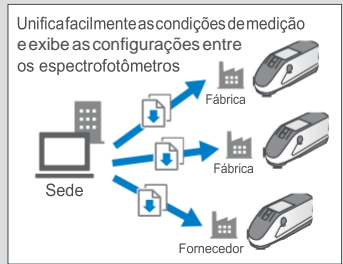 Unifica facilmente as condições de medição
e exibe as configurações entre
os espectrofotômetros
Fábrica
Fábrica
Sede
Fornecedor